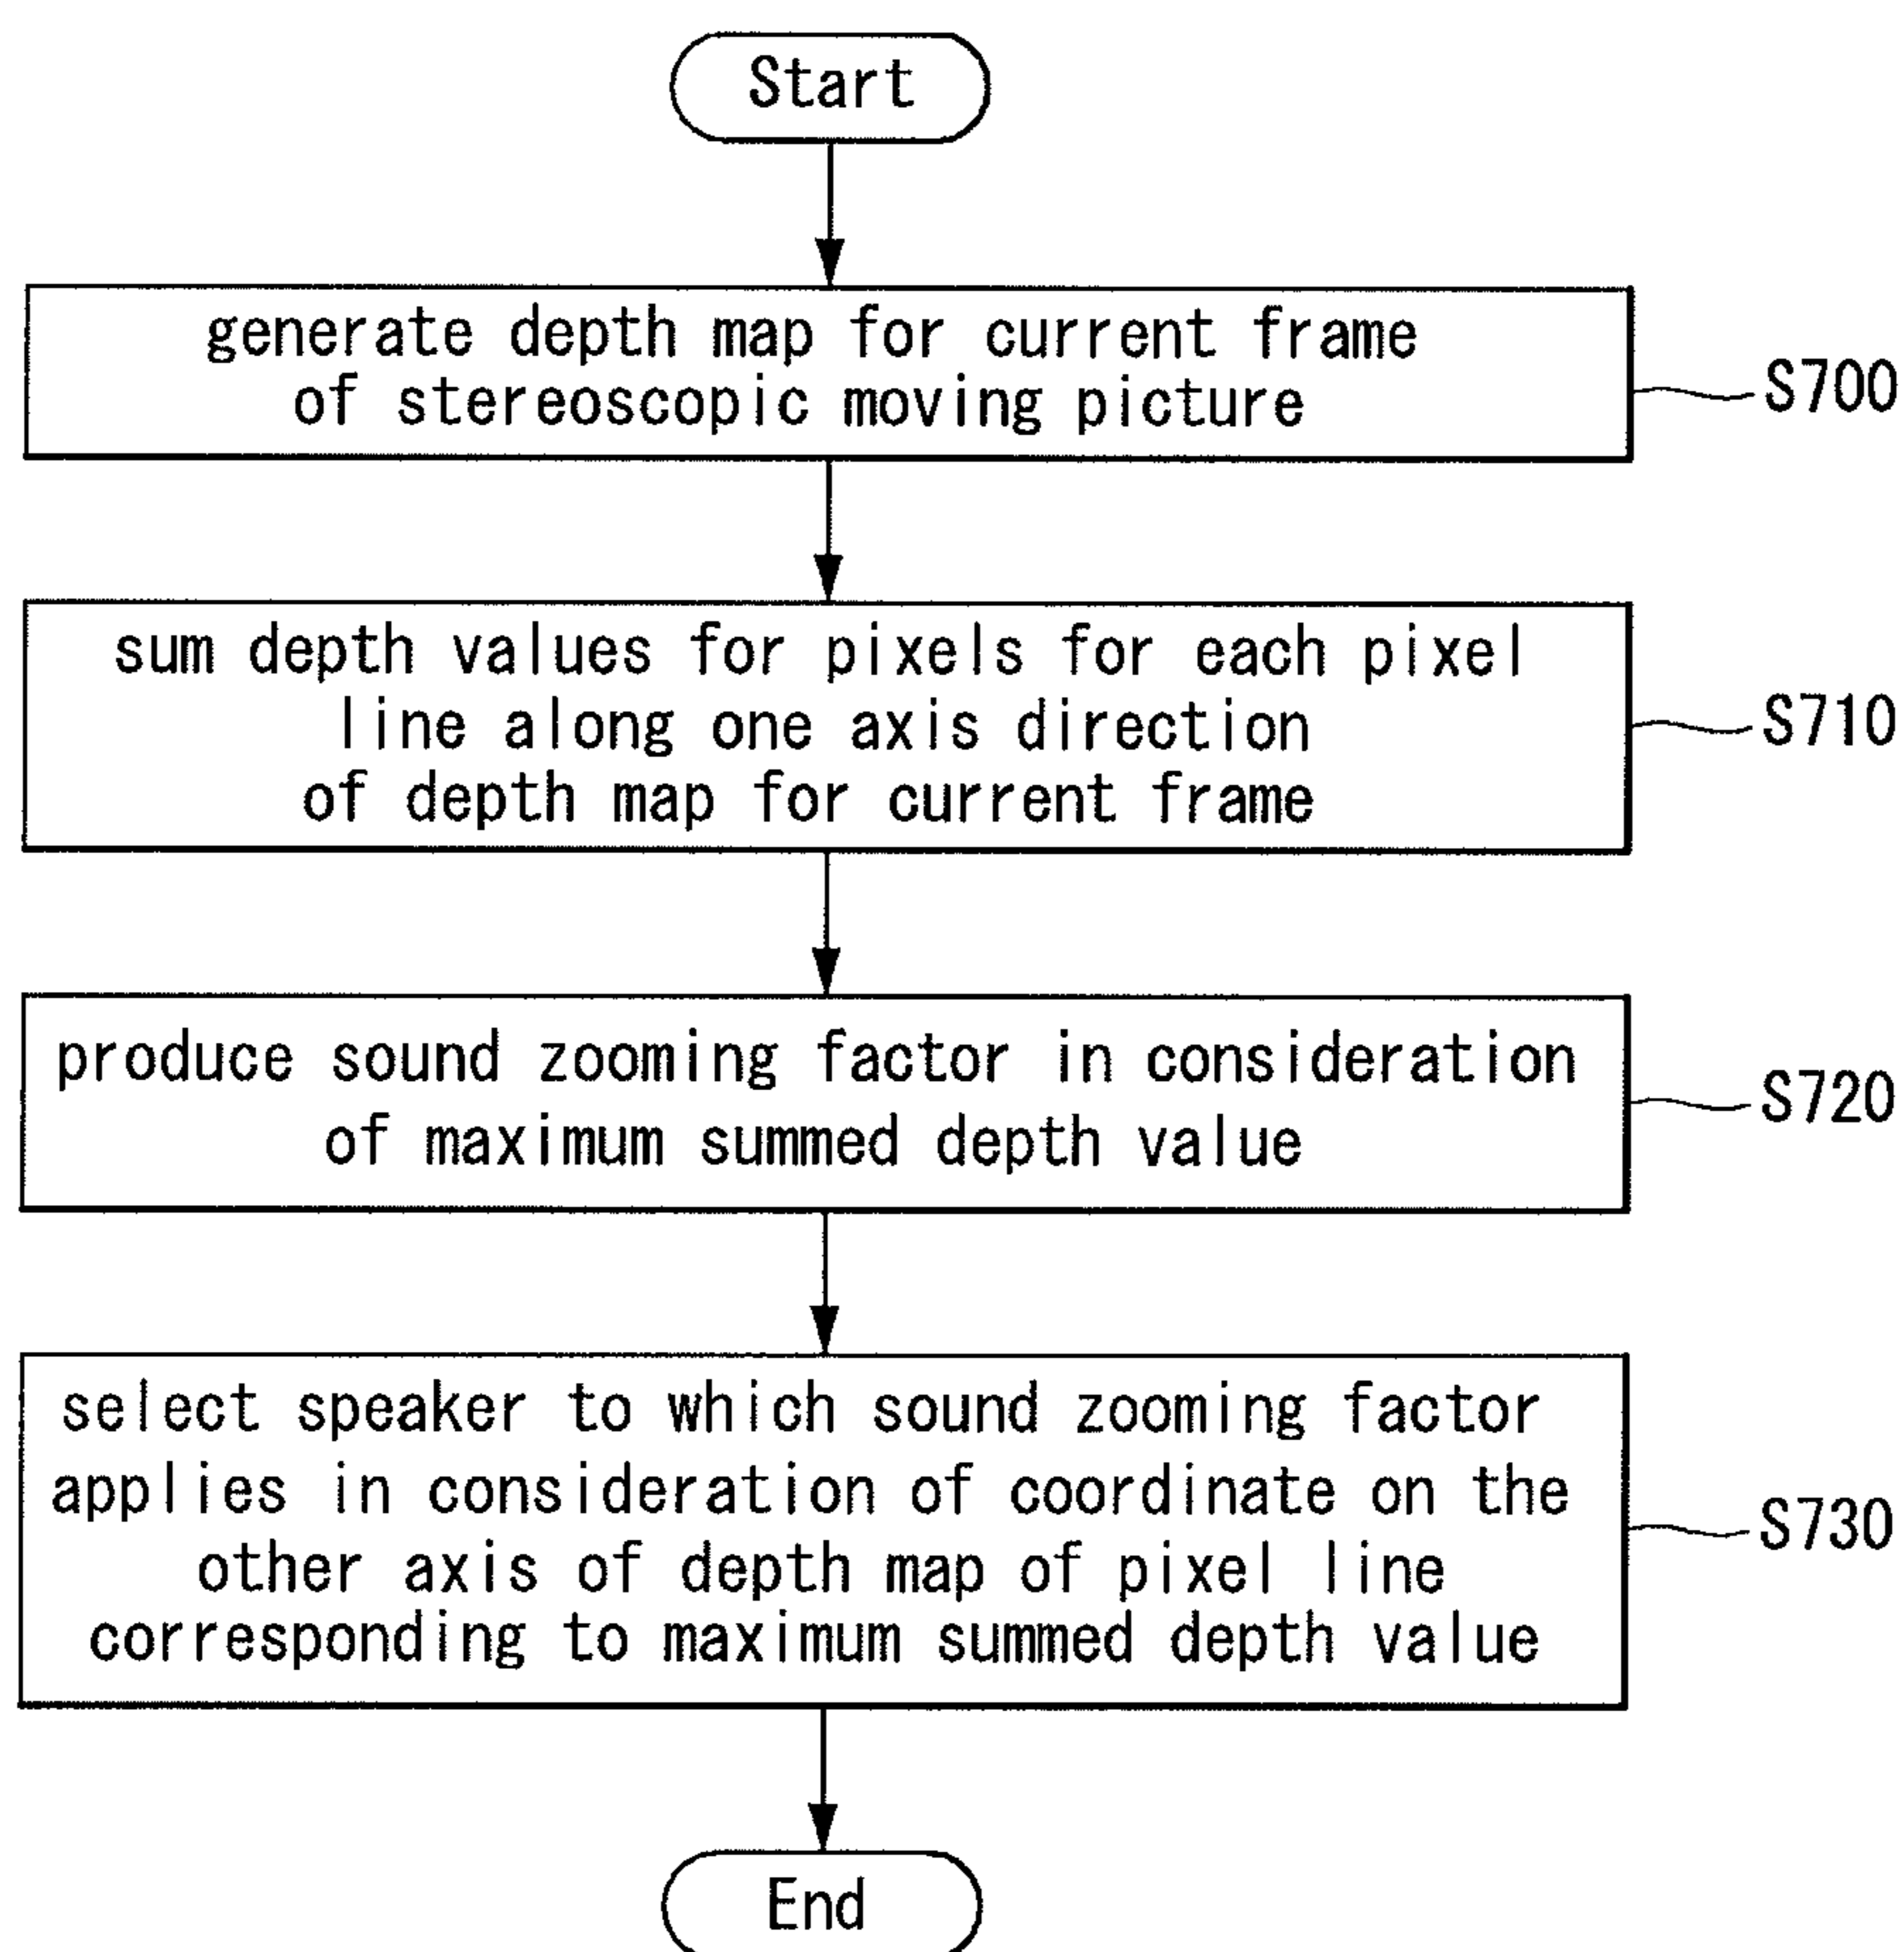 Start
generate depth map for current frame
of stereoscopic moving picture
S700
sum depth values for pixels for each pixel
line along one axis direction
of depth map for current frame
S710
produce sound zooming factor in consideration
of maximum summed depth value
S720
select speaker to which sound zooming factor
applies in consideration of coordinate on the
other axis of depth map of pixel line
corresponding to maximum summed depth value
S730
End